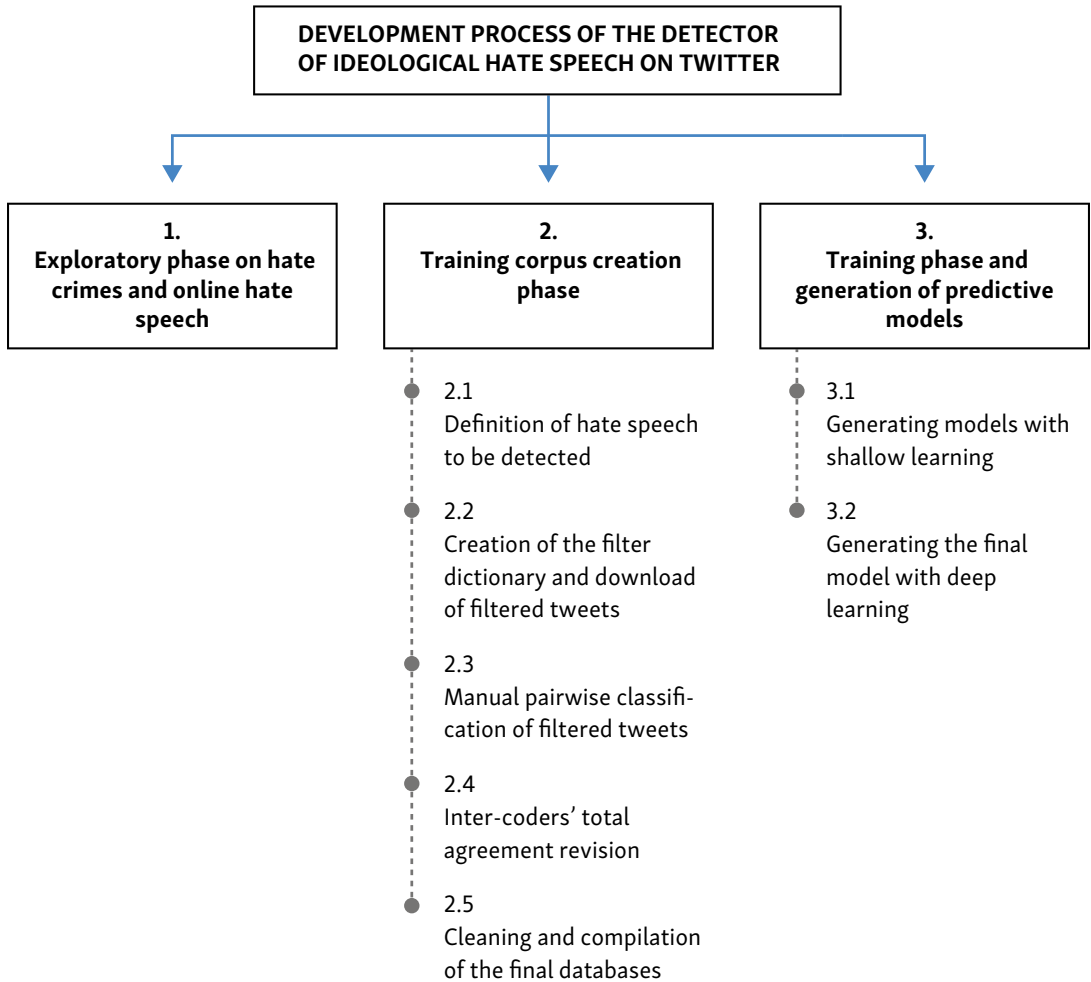 DEVELOPMENT PROCESS OF THE DETECTOR
OF IDEOLOGICAL HATE SPEECH ON TWITTER
1.
Exploratory phase on hate
crimes and online hate
speech
2.
Training corpus creation
phase
2.1
Definition of hate speech
to be detected
2.2
Creation of the filter
dictionary and download
of filtered tweets
2.3
Manual pairwise classifi-
cation of filtered tweets
2.4
Inter-coders’ total
agreement revision
2.5
Cleaning and compilation
of the final databases
3.
Training phase and
generation of predictive
models
3.1
Generating models with
shallow learning
3.2
Generating the final
model with deep
learning